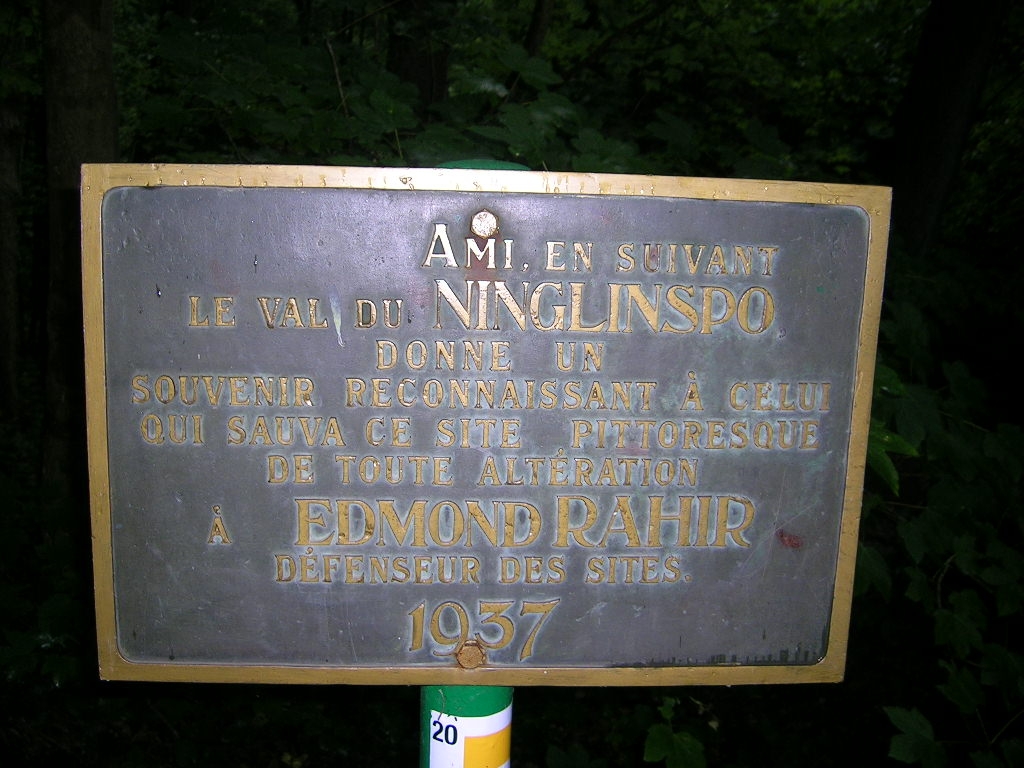 AMI, EN SUIVANT
LE VAL DU NINGLINSPO
DONNE UN
SOUVENIR RECONNAISSANT À CELUI
QUI SAUVA CE SITE PITTORESQUE
DE TOUTE ALTÉRATION
À EDMOND RAHIR
DÉFENSEUR DES SITES.
1937
20